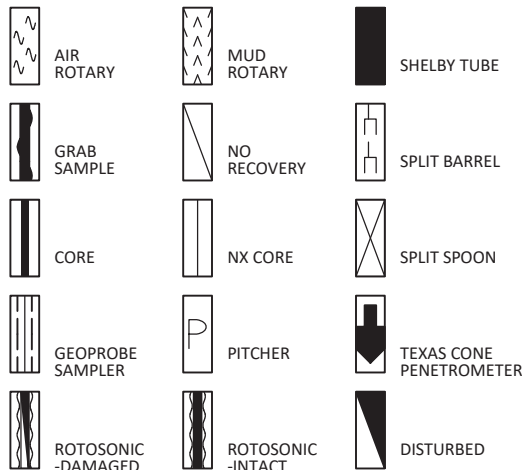 AIR
ROTARY
MUD
ROTARY
SHELBY TUBE
GRAB
SAMPLE
NO
RECOVERY
SPLIT BARREL
CORE
NX CORE
SPLIT SPOON
GEOPROBE
SAMPLER
P
PITCHER
TEXAS CONE
PENETROMETER
ROTOSONIC
-DAMAGED
ROTOSONIC
-INTACT
DISTURBED